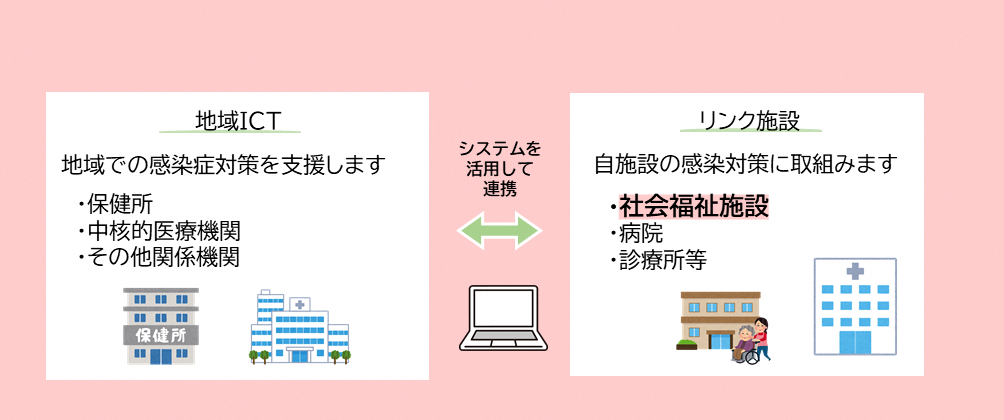 地域ICT
地域での感染症対策を支援します
・保健所
・中核的医療機関
・その他関係機関
保健所
システムを
活用して
連携
リンク施設
自施設の感染対策に取組みます
・社会福祉施設
・病院
・診療所等